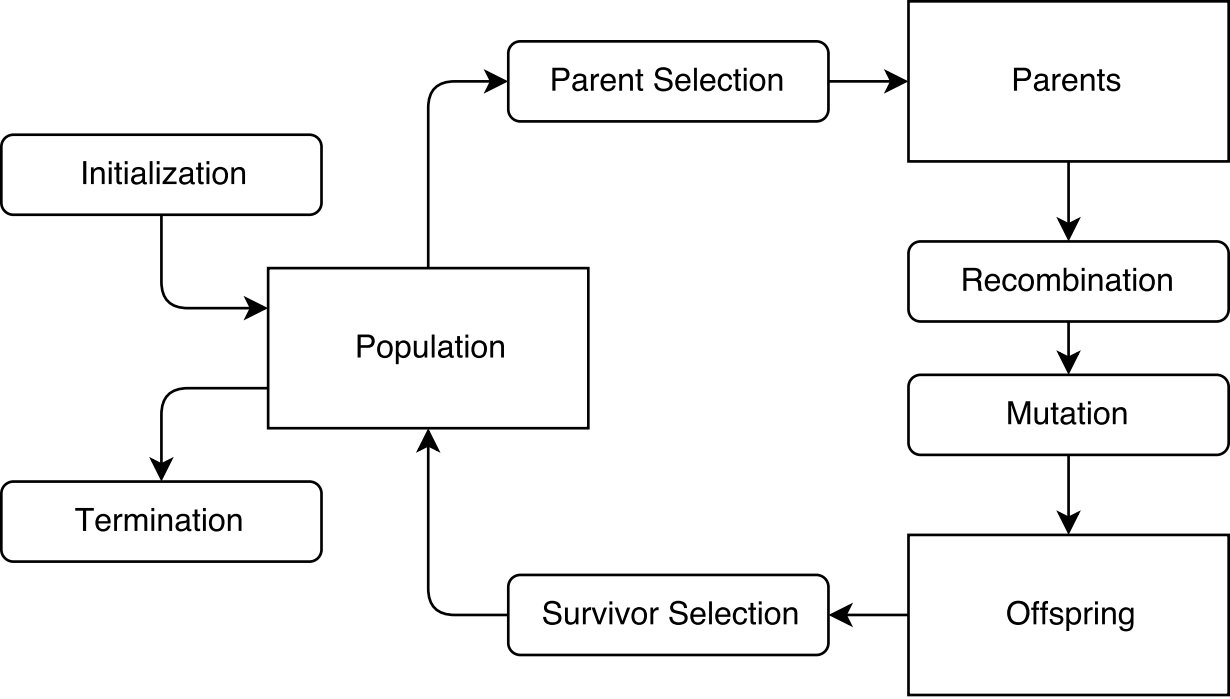 Parent Selection
Parents
Initialization
Recombination
Population
Mutation
Termination
Survivor Selection
Offspring